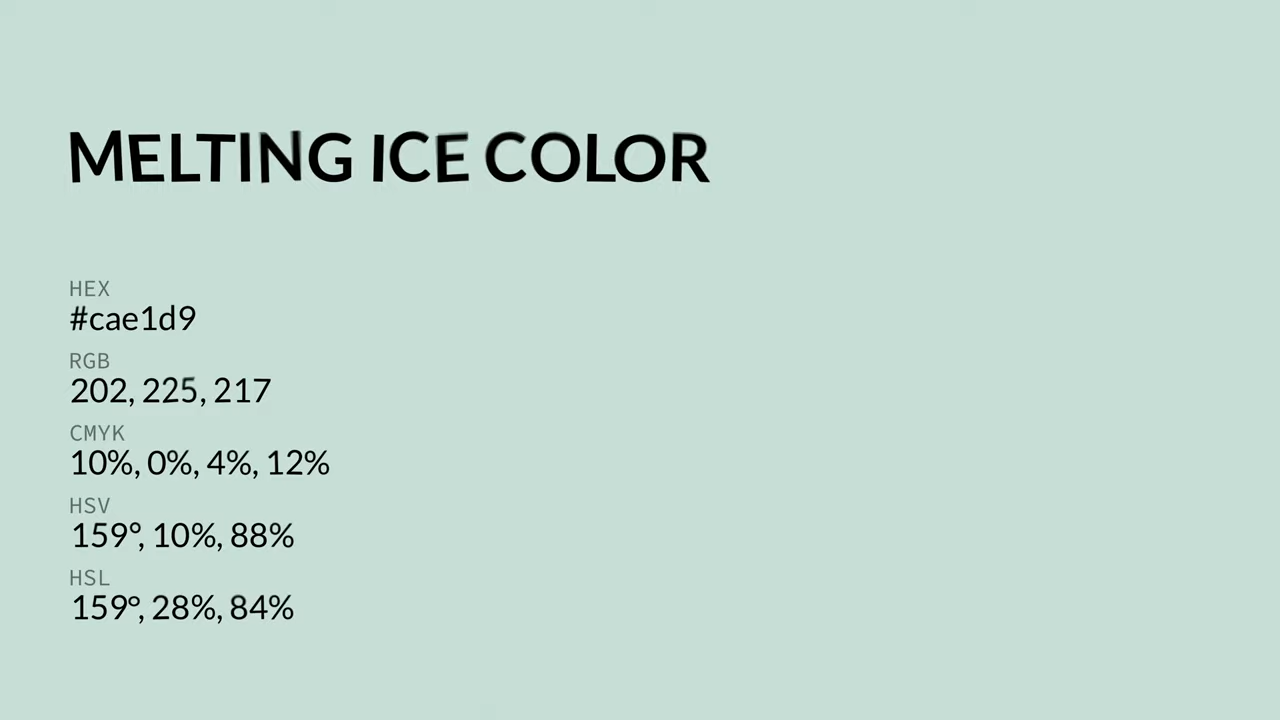 MELTING ICE COLOR
HEX
#cae1d9
RGB
202, 225, 217
CMYK
10%, 0%, 4%, 12%
HSV
159°, 10%, 88%
HSL
159°, 28%, 84%